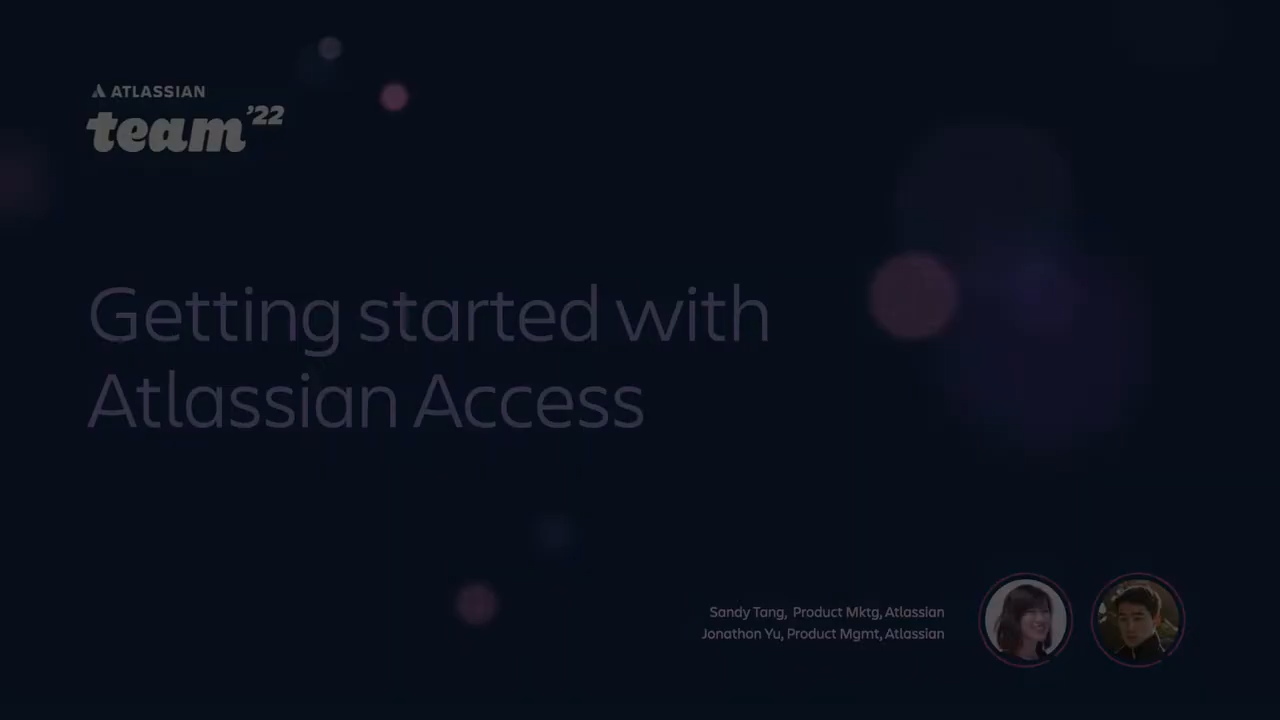 ATLASSIAN
team '22
Getting started with
Atlassian Access
Sandy Tang, Product Mktg, Atlassian
Jonathon Yu, Product Mgmt, Atlassian